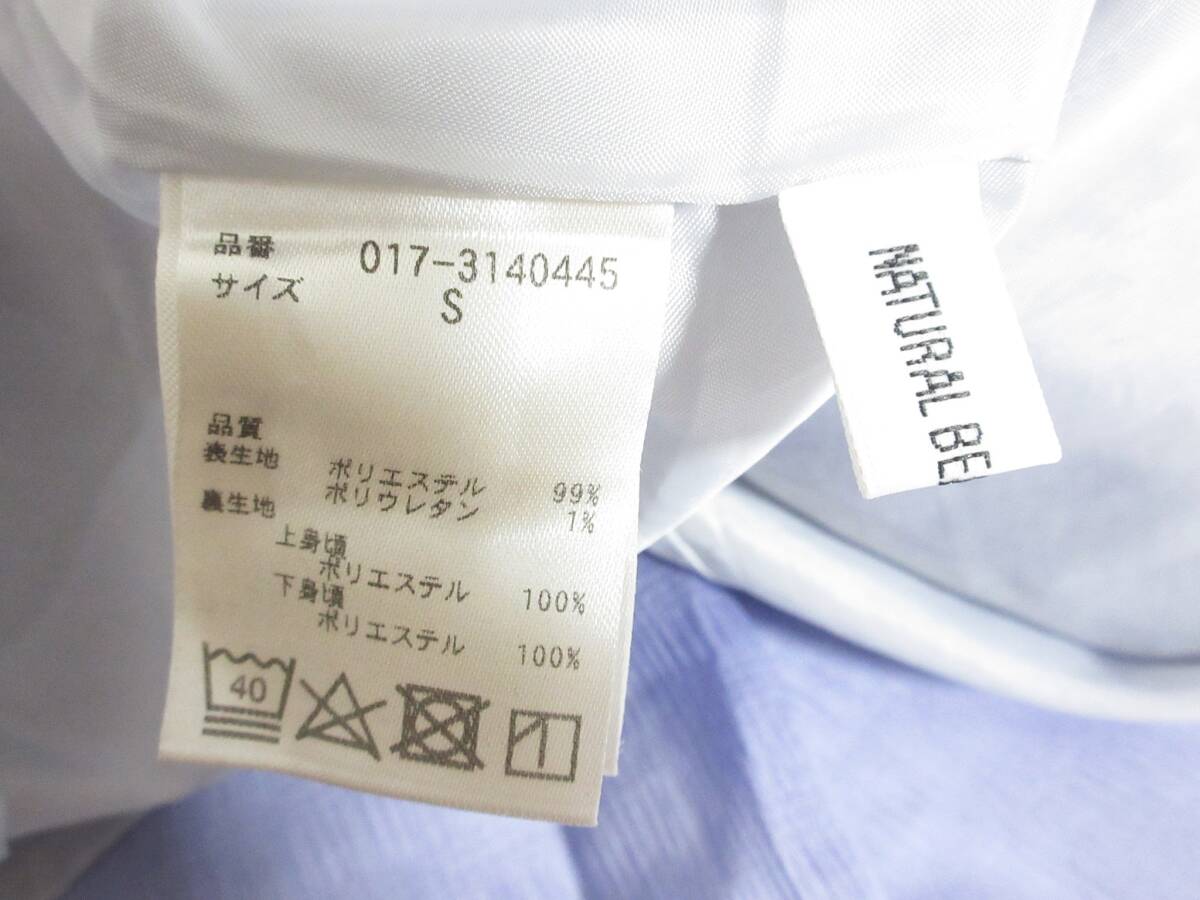 品番 017-3140445
サイズ S
品質
表生地 ポリエステル 99%
ポリウレタン 1%
裏生地
上身頃
ポリエステル 100%
下身頃
ポリエステル 100%
40
NATURAL BE